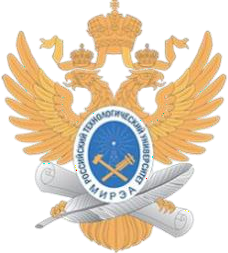 РОССИЙСКИЙ ТЕХНОЛОГИЧЕСКИЙ УНИВЕРСИТЕТ
МИРЭА